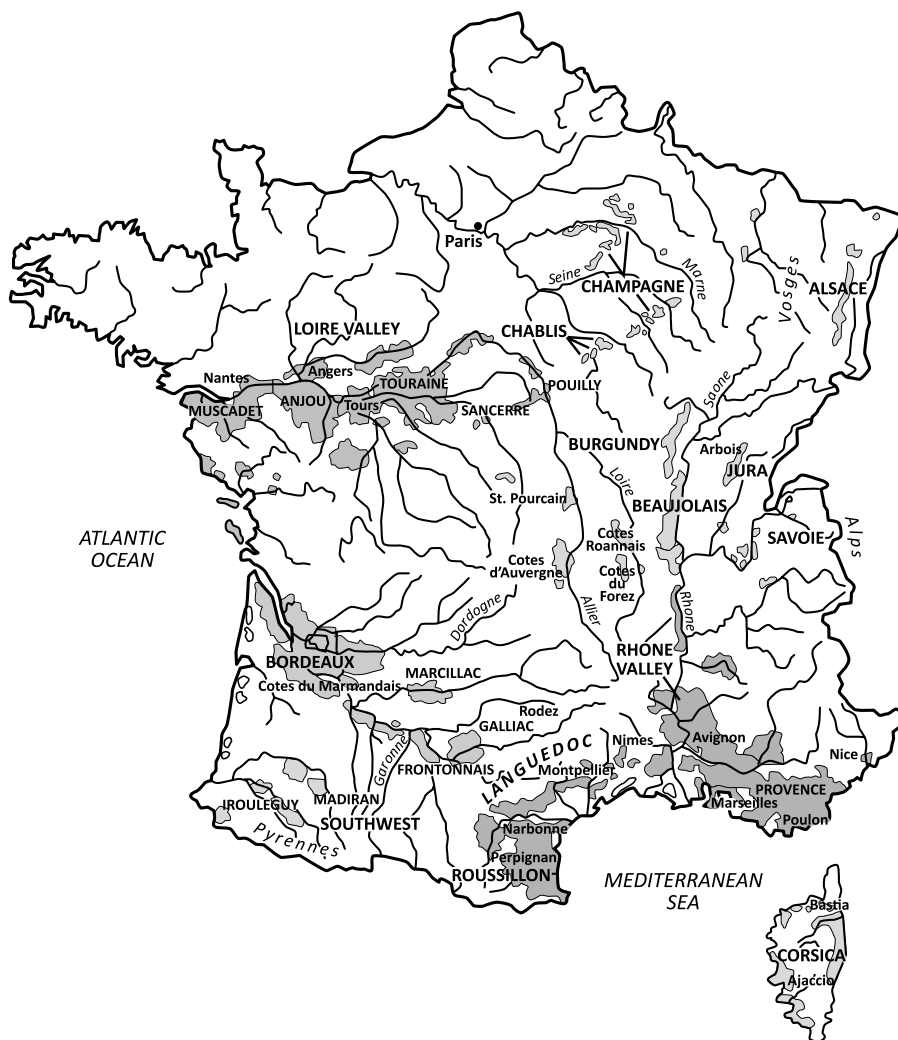 Paris
Seine
Marne
CHAMPAGNE
Vosges
ALSACE
LOIRE VALLEY
CHABLIS
Angers
Nantes
TOURAINE
POUILLY
Saone
MUSCADET
ANJOU
Tours
SANCERRE
BURGUNDY
Arbois
JURA
Loire
St. Pourcain
BEAUJOLAIS
ATLANTIC
OCEAN
Cotes
Roannais
SAVOIE
Alps
Cotes
d'Auvergne
Cotes
du
Forez
Dordogne
Allier
Rhone
BORDEAUX
RHONE
VALLEY
MARCILLAC
Cotes du Marmandais
Rodez
GALLIAC
Garonne
LANGUEDOC
Nimes
Avignon
Nice
FRONTONNAIS
Montpellier
PROVENCE
IROULEGUY
MADIRAN
Marseilles
Poulon
SOUTHWEST
Narbonne
Pyrennes
Perpignan
ROUSSILLON
MEDITERRANEAN
SEA
Bastia
CORSICA
Ajaccio